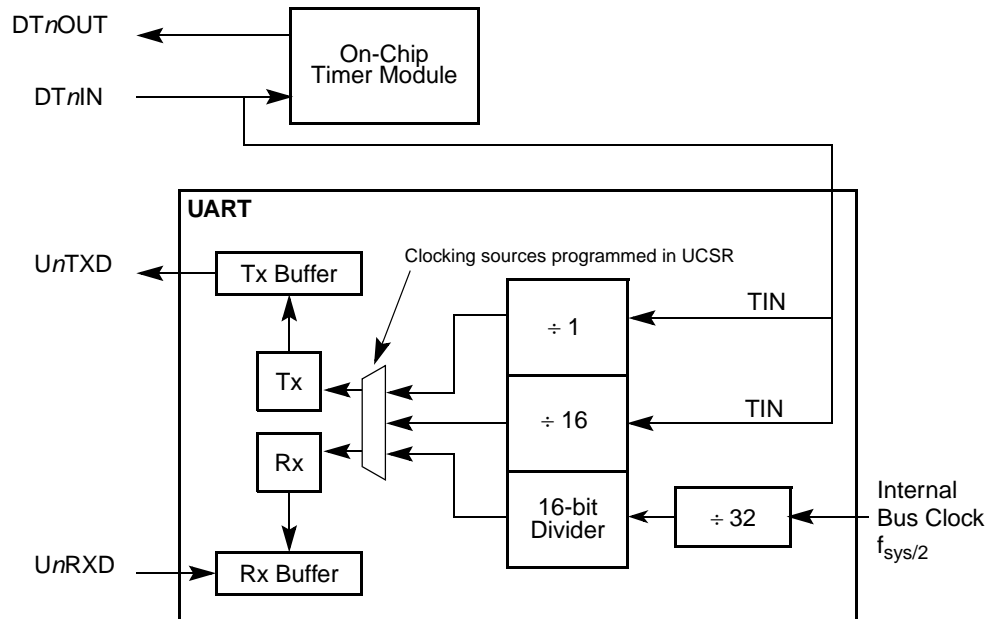 DTnOUT
On-Chip
Timer Module
DTnIN
UART
UnTXD
Clocking sources programmed in UCSR
Tx Buffer
÷ 1
TIN
Tx
÷ 16
TIN
Rx
16-bit
Divider
÷ 32
Internal
Bus Clock
fsys/2
UnRXD
Rx Buffer